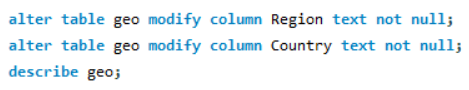 alter table geo modify column Region text not null;
alter table geo modify column Country text not null;
describe geo;